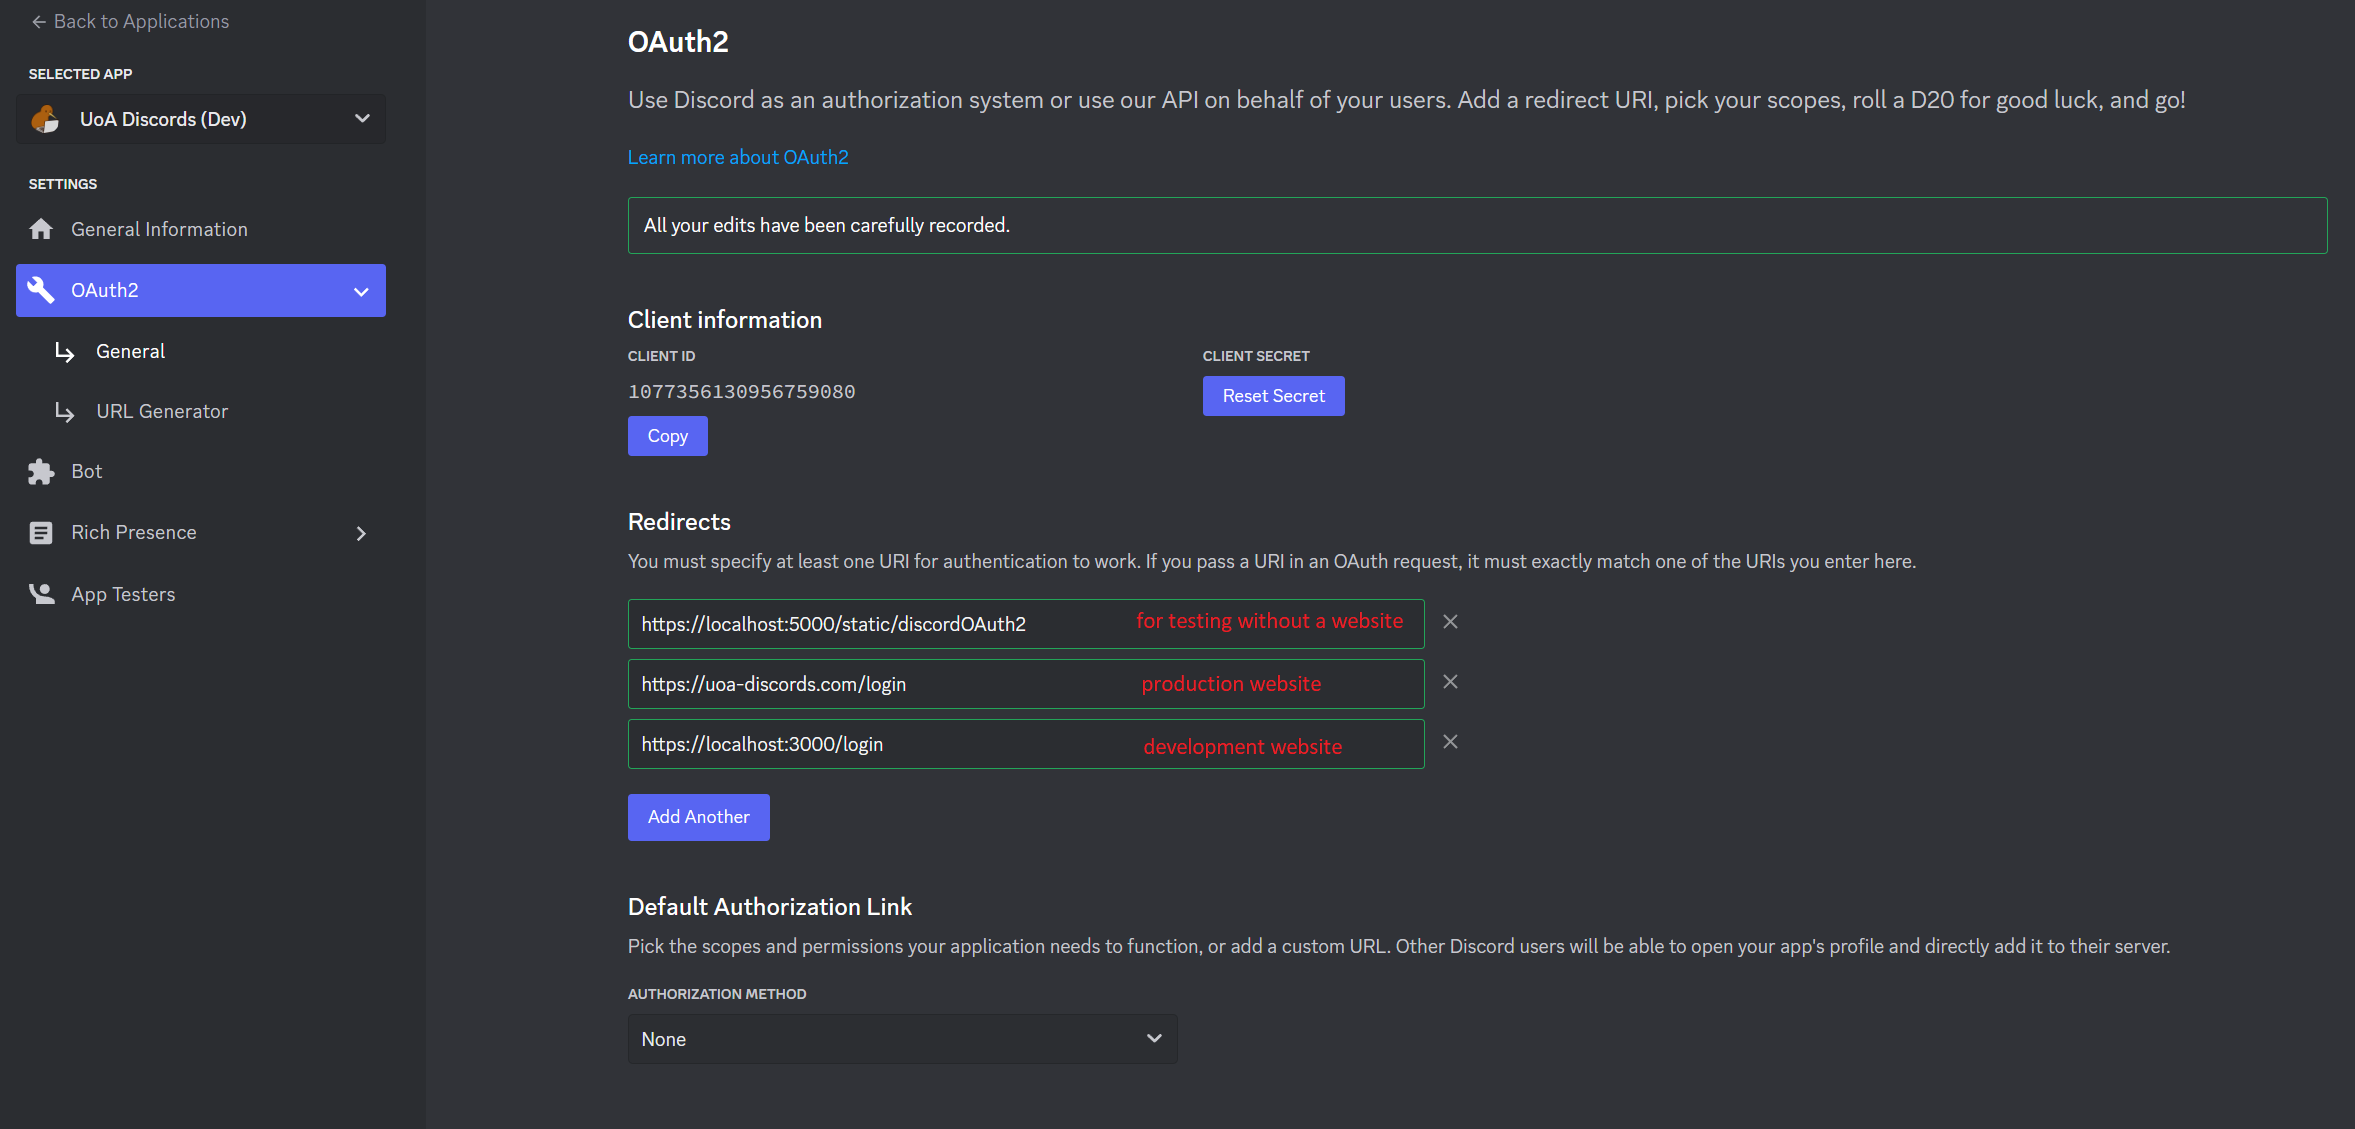 Back to Applications
SELECTED APP
UoA Discords (Dev)
SETTINGS
General Information
OAuth2
General
URL Generator
Bot
Rich Presence
App Testers
OAuth2
Use Discord as an authorization system or use our API on behalf of your users. Add a redirect URI, pick your scopes, roll a D20 for good luck, and go!
Learn more about OAuth2
All your edits have been carefully recorded.
Client information
CLIENT ID
1077356130956759080
Copy
CLIENT SECRET
Reset Secret
Redirects
You must specify at least one URI for authentication to work. If you pass a URI in an OAuth request, it must exactly match one of the URIs you enter here.
https://localhost:5000/static/discordOAuth2 for testing without a website
https://uoa-discords.com/login production website
https://localhost:3000/login development website
Add Another
Default Authorization Link
Pick the scopes and permissions your application needs to function, or add a custom URL. Other Discord users will be able to open your app's profile and directly add it to their server.
AUTHORIZATION METHOD
None